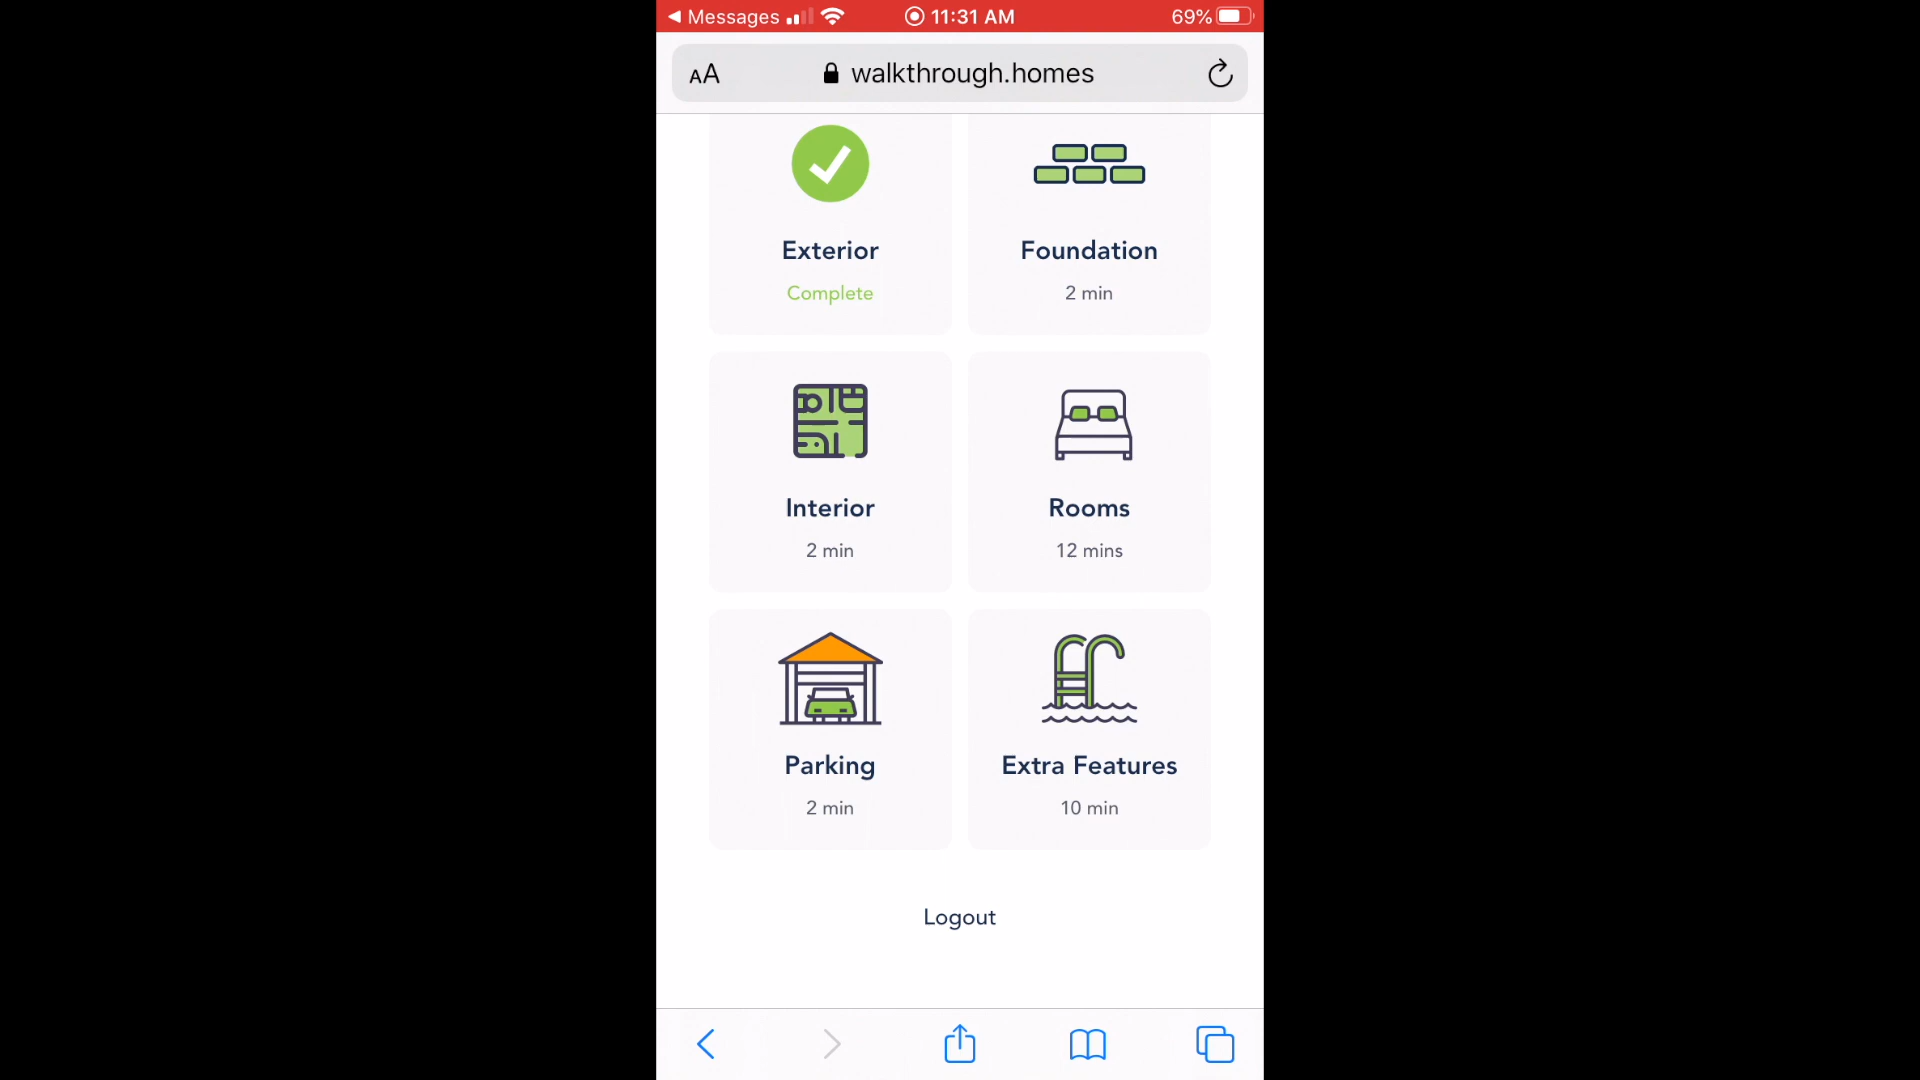 Messages 11:31 AM 69%
AA walkthrough.homes
Exterior Foundation
Complete 2 min
Interior Rooms
2 min 12 mins
Parking Extra Features
2 min 10 min
Logout